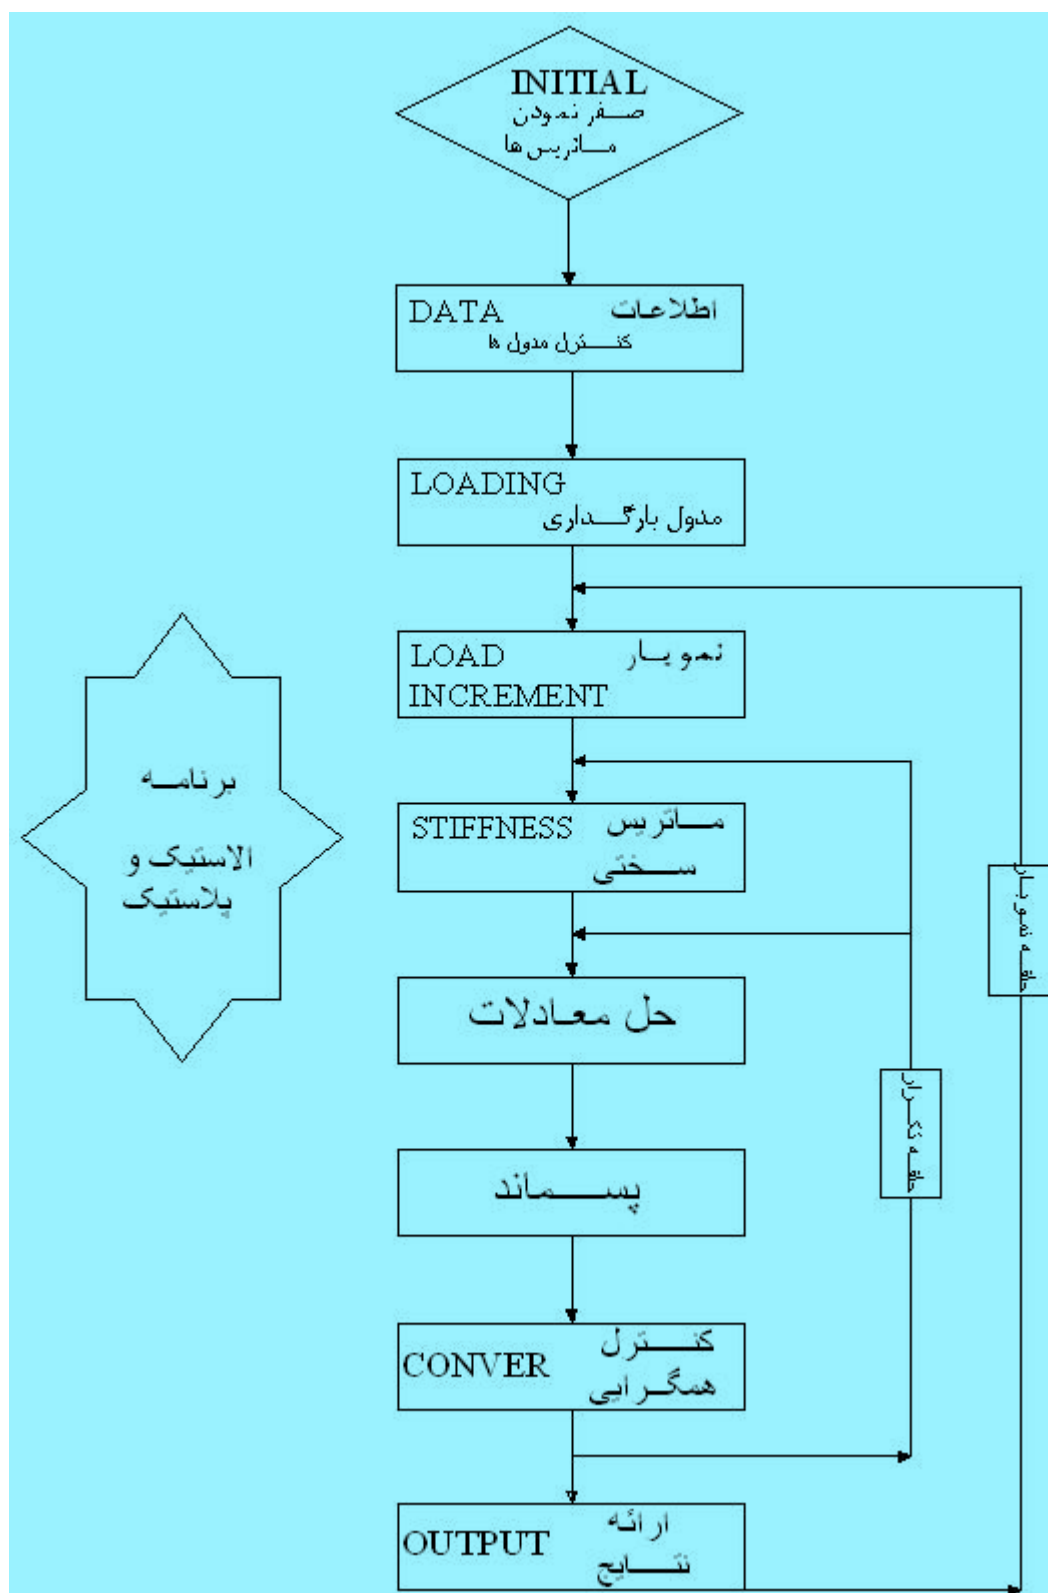 INITIAL
صفر نمودن
ماتریس ها
DATA اطلاعات
کنترل مدول ها
LOADING
مدول بارگداری
LOAD نمو بار
INCREMENT
STIFFNESS ماتریس
سختی
حل معادلات
پسماند
CONVER کنترل
همگرایی
OUTPUT ارائه
نتایج
برنامه
الاستیک و
پلاستیک
حلقه تکرار
حلقه نمو بار